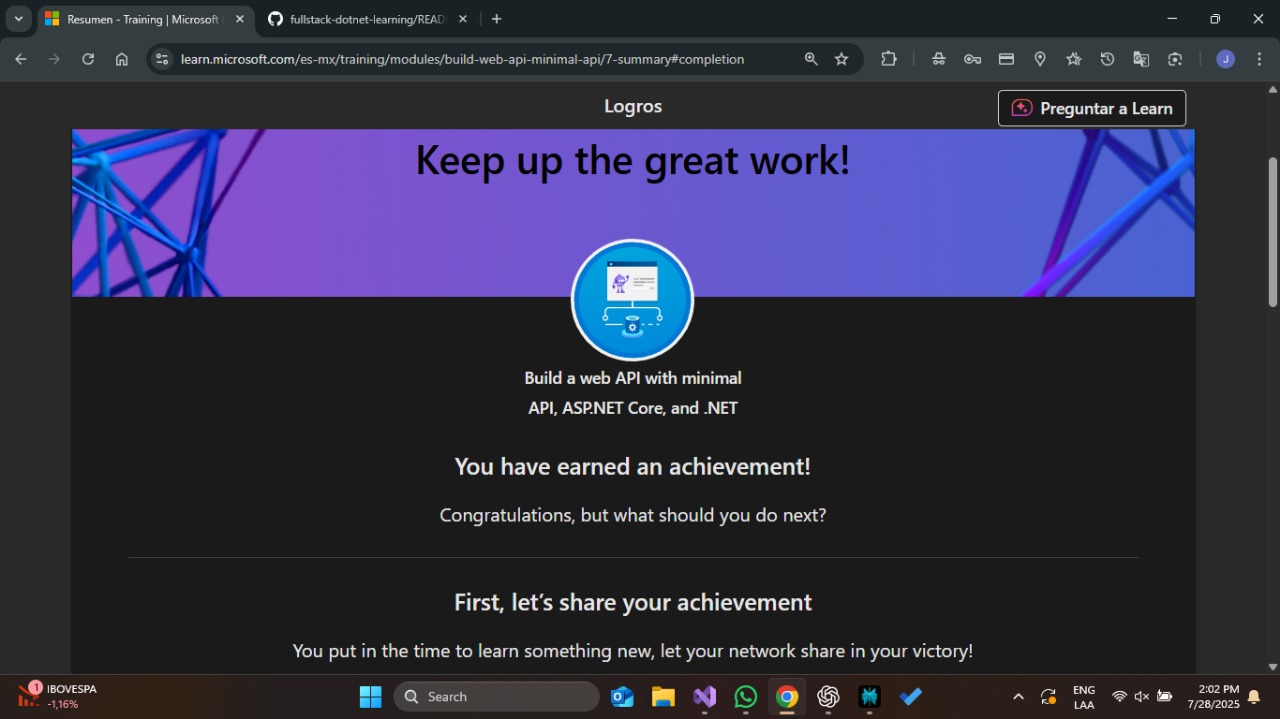 Resumen - Training | Microsoft
fullstack-dotnet-learning/READ
learn.microsoft.com/es-mx/training/modules/build-web-api-minimal-api/7-summary#completion
J
Logros
Preguntar a Learn
Keep up the great work!
Build a web API with minimal
API, ASP.NET Core, and .NET
You have earned an achievement!
Congratulations, but what should you do next?
First, let’s share your achievement
You put in the time to learn something new, let your network share in your victory!
1
IBOVESPA
-1,16%
Search
ENG
LAA
2:02 PM
7/28/2025